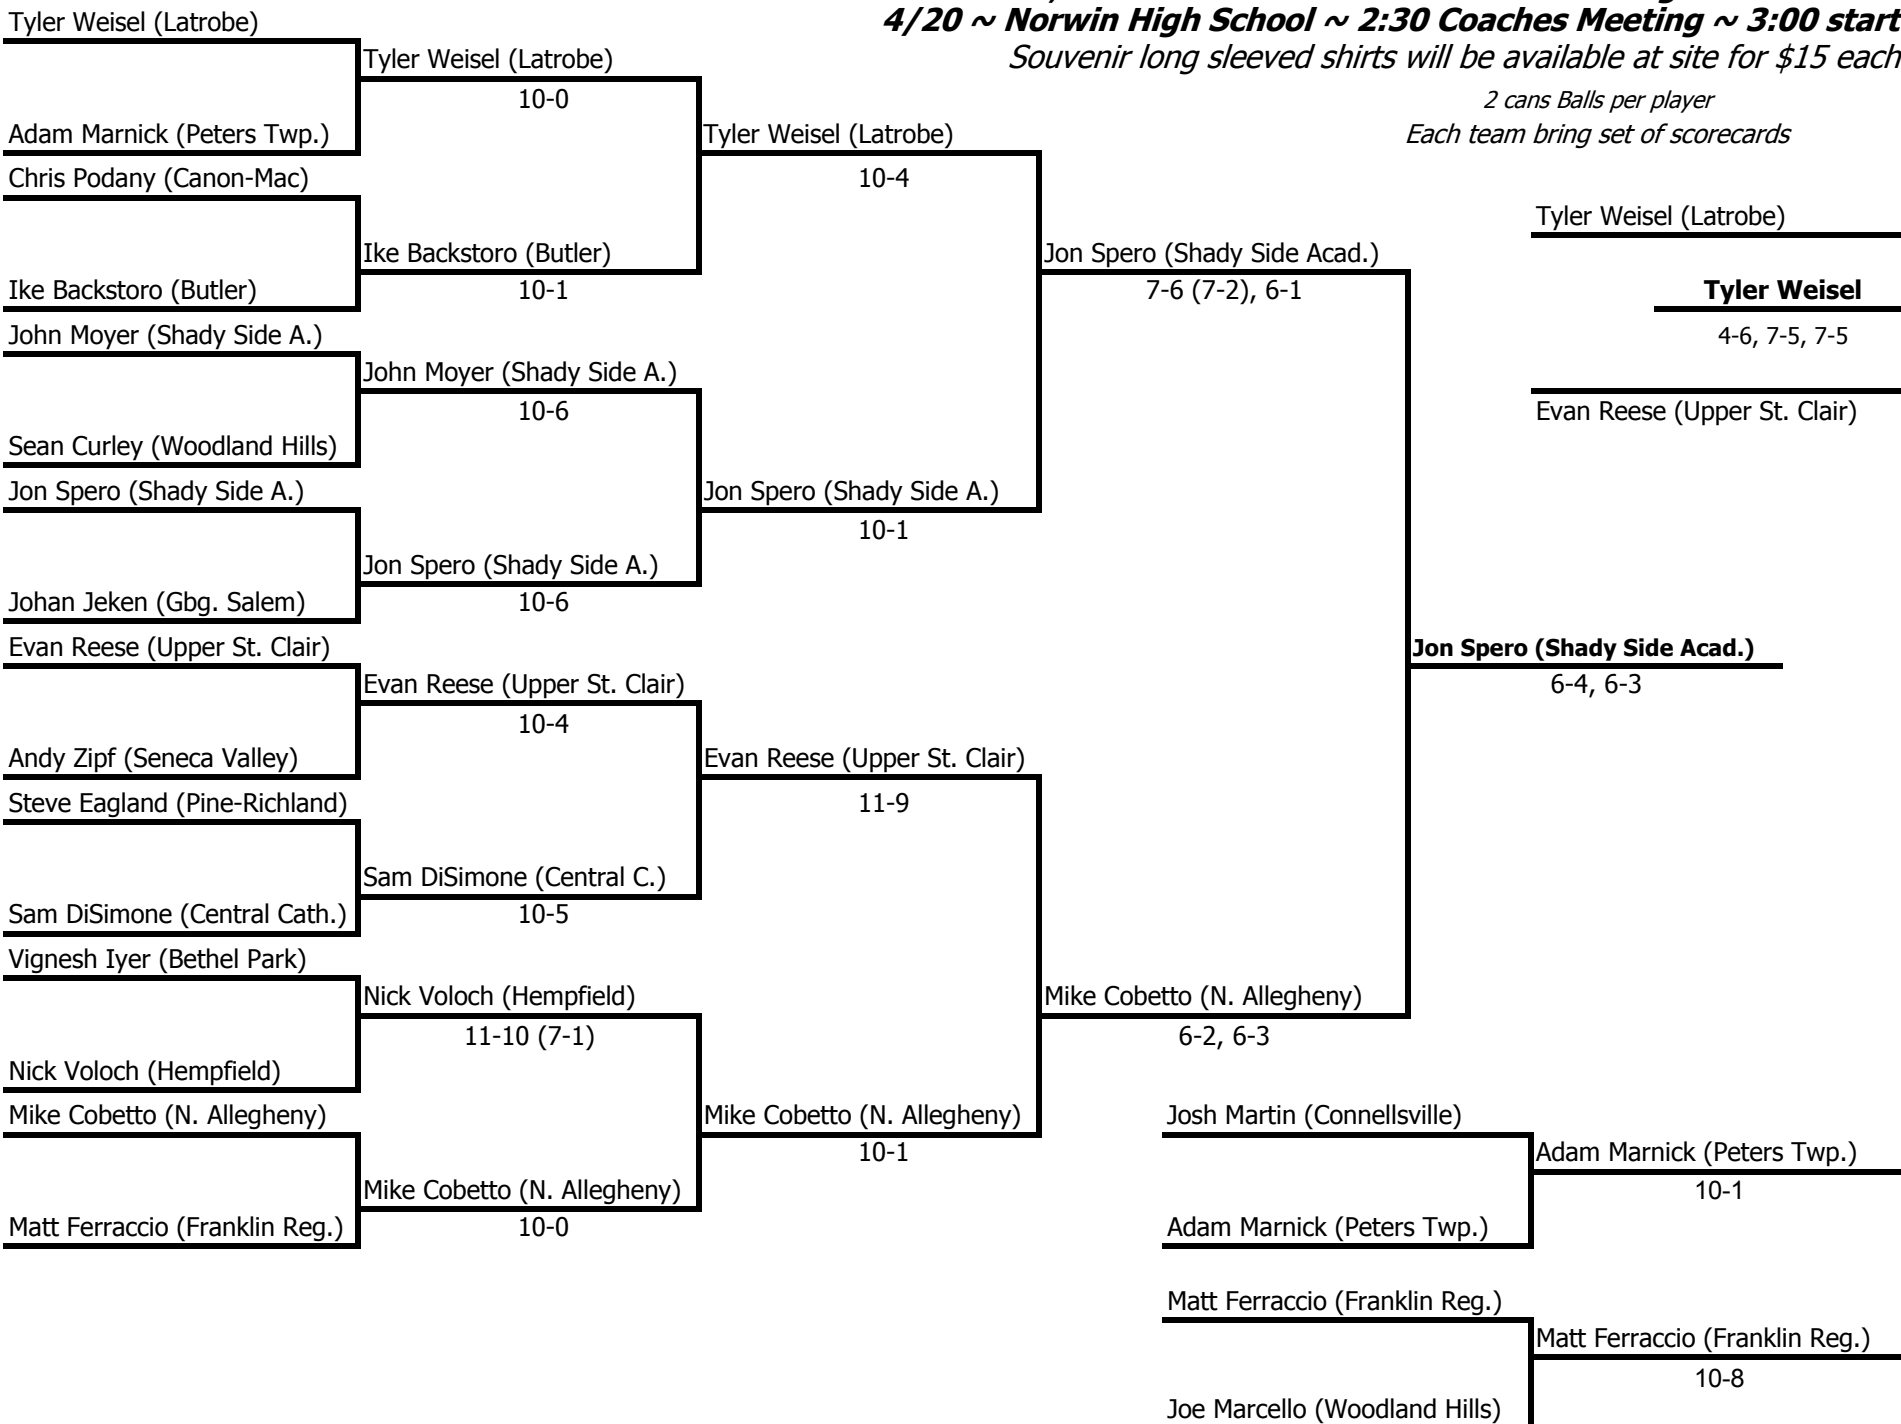 4/20 ~ Norwin High School ~ 2:30 Coaches Meeting ~ 3:00 start
Souvenir long sleeved shirts will be available at site for $15 each
2 cans Balls per player
Each team bring set of scorecards
Tyler Weisel (Latrobe)
Adam Marnick (Peters Twp.)
Chris Podany (Canon-Mac)
Ike Backstoro (Butler)
John Moyer (Shady Side A.)
Sean Curley (Woodland Hills)
Jon Spero (Shady Side A.)
Johan Jeken (Gbg. Salem)
Evan Reese (Upper St. Clair)
Andy Zipf (Seneca Valley)
Steve Eagland (Pine-Richland)
Sam DiSimone (Central Cath.)
Vignesh Iyer (Bethel Park)
Nick Voloch (Hempfield)
Mike Cobetto (N. Allegheny)
Matt Ferraccio (Franklin Reg.)
Tyler Weisel (Latrobe)
10-0
Ike Backstoro (Butler)
10-1
John Moyer (Shady Side A.)
10-6
Jon Spero (Shady Side A.)
10-6
Evan Reese (Upper St. Clair)
10-4
Sam DiSimone (Central C.)
10-5
Nick Voloch (Hempfield)
11-10 (7-1)
Mike Cobetto (N. Allegheny)
10-0
Tyler Weisel (Latrobe)
10-4
Jon Spero (Shady Side A.)
10-1
Evan Reese (Upper St. Clair)
11-9
Mike Cobetto (N. Allegheny)
10-1
Jon Spero (Shady Side Acad.)
7-6 (7-2), 6-1
Mike Cobetto (N. Allegheny)
6-2, 6-3
Jon Spero (Shady Side Acad.)
6-4, 6-3
Tyler Weisel (Latrobe)
Tyler Weisel
4-6, 7-5, 7-5
Evan Reese (Upper St. Clair)
Josh Martin (Connellsville)
Adam Marnick (Peters Twp.)
Adam Marnick (Peters Twp.)
10-1
Matt Ferraccio (Franklin Reg.)
Joe Marcello (Woodland Hills)
Matt Ferraccio (Franklin Reg.)
10-8